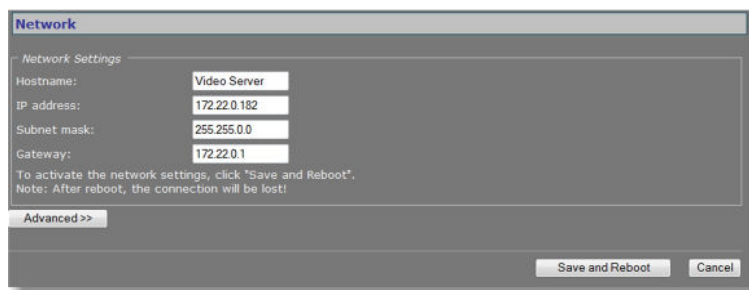 Network
Network Settings
Hostname: Video Server
IP address: 172.22.0.182
Subnet mask: 255.255.0.0
Gateway: 172.22.0.1
To activate the network settings, click "Save and Reboot".
Note: After reboot, the connection will be lost!
Advanced >>
Save and Reboot Cancel